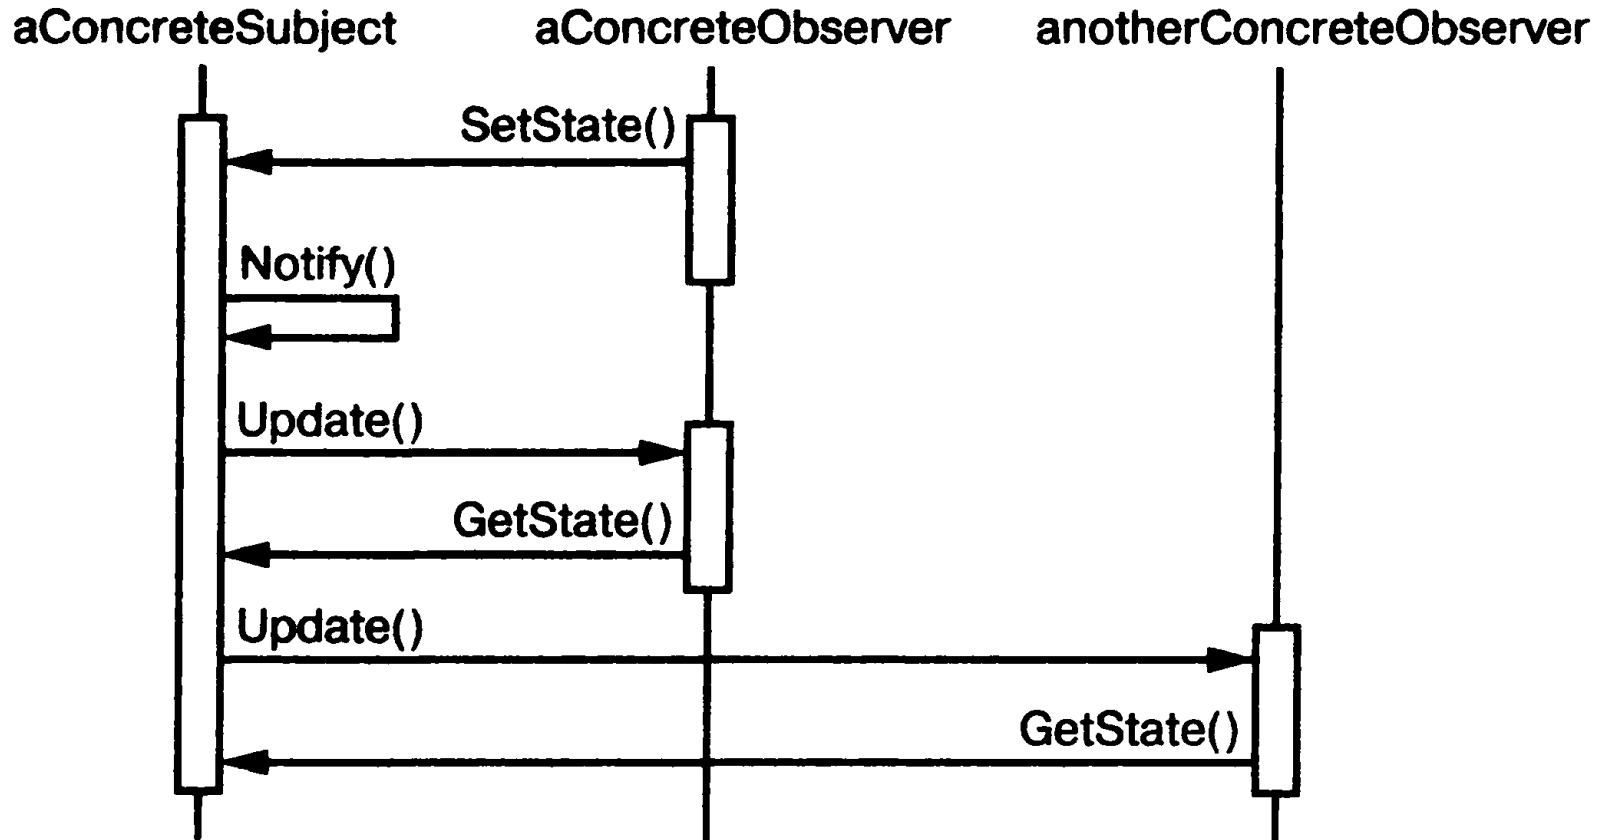 aConcreteSubject
aConcreteObserver
anotherConcreteObserver
SetState()
Notify()
Update()
GetState()
Update()
GetState()